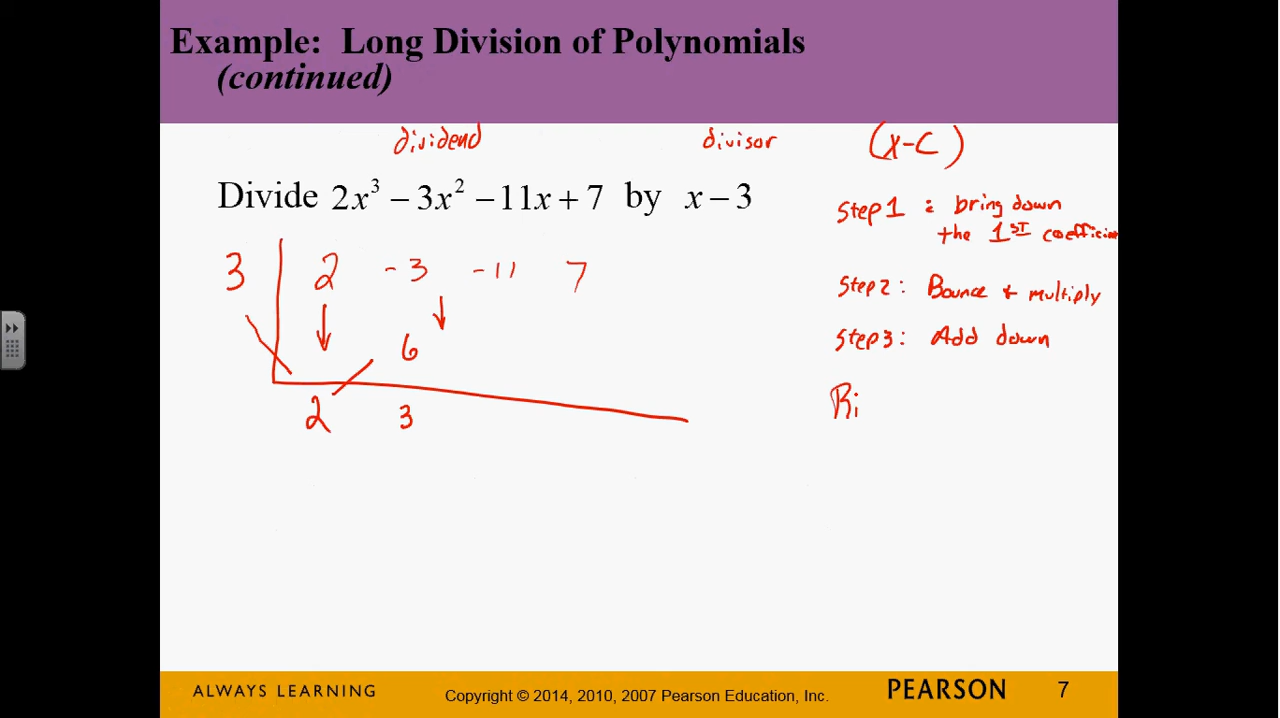 Example: Long Division of Polynomials
(continued)
dividend divisor (x-c)
Divide 2x³ − 3x² − 11x + 7 by x − 3
Step 1 : bring down
the 1ST coefficien
3 2 -3 -11 7
Step 2: Bounce + multiply
Step 3: Add down
6
Ri
2 3
ALWAYS LEARNING
Copyright © 2014, 2010, 2007 Pearson Education, Inc.
PEARSON
7